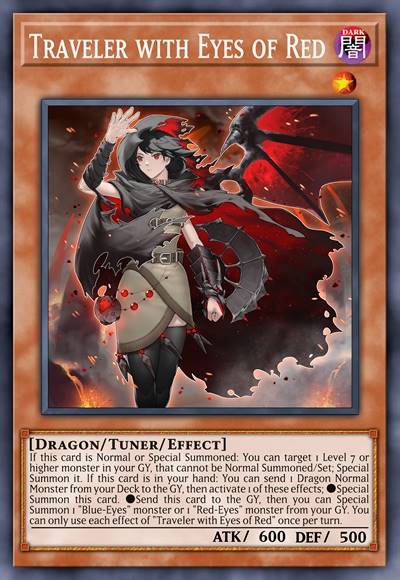 TRAVELER WITH EYES OF RED
DARK
闇
[DRAGON/TUNER/EFFECT]
If this card is Normal or Special Summoned: You can target 1 Level 7 or
higher monster in your GY, that cannot be Normal Summoned/Set; Special
Summon it. If this card is in your hand: You can send 1 Dragon Normal
Monster from your Deck to the GY, then activate 1 of these effects; ●Special
Summon this card. ●Send this card to the GY, then you can Special
Summon 1 "Blue-Eyes" monster or 1 "Red-Eyes" monster from your GY. You
can only use each effect of "Traveler with Eyes of Red" once per turn.
ATK/ 600 DEF/ 500